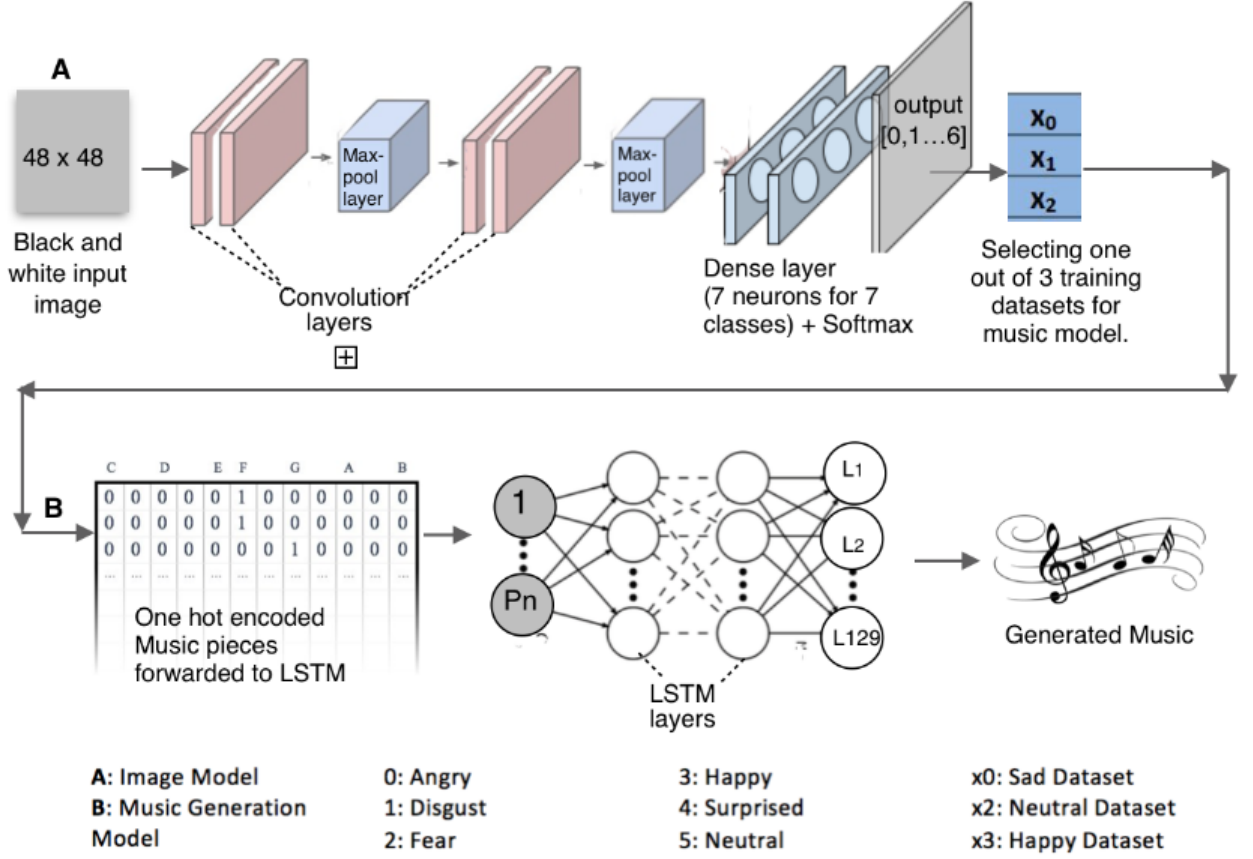 A
48 x 48
Black and
white input
image
Convolution
layers
Max-
pool
layer
Max-
pool
layer
Dense layer
(7 neurons for 7
classes) + Softmax
output
[0,1...6]
x0
x1
x2
Selecting one
out of 3 training
datasets for
music model.
B
C D E F G A B
0 0 0 0 0 1 0 0 0 0 0 0
0 0 0 0 0 1 0 0 0 0 0 0
0 0 0 0 0 0 0 1 0 0 0 0
... ... ... ... ... ... ... ... ... ... ... ...
One hot encoded
Music pieces
forwarded to LSTM
1
Pn
LSTM
layers
L1
L2
L129
Generated Music
A: Image Model
B: Music Generation
Model
0: Angry
1: Disgust
2: Fear
3: Happy
4: Surprised
5: Neutral
x0: Sad Dataset
x2: Neutral Dataset
x3: Happy Dataset